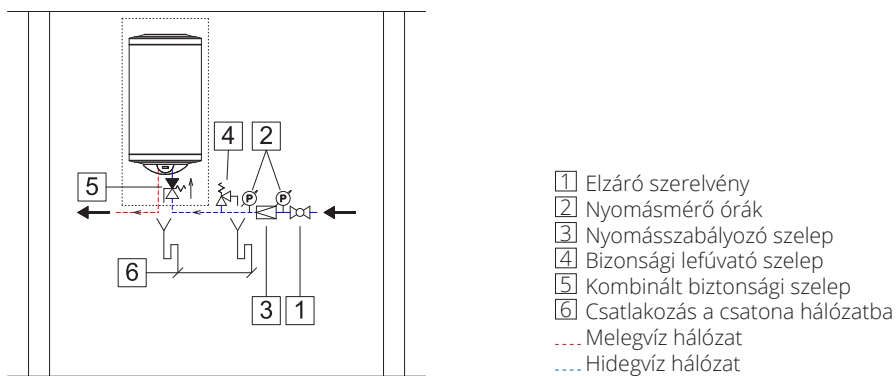 4
2
P
P
5
6
3
1
1 Elzáró szerelvény
2 Nyomásmérő órák
3 Nyomásszabályozó szelep
4 Bizonsági lefúvató szelep
5 Kombinált biztonsági szelep
6 Csatlakozás a csatona hálózatba
Melegvíz hálózat
Hidegvíz hálózat